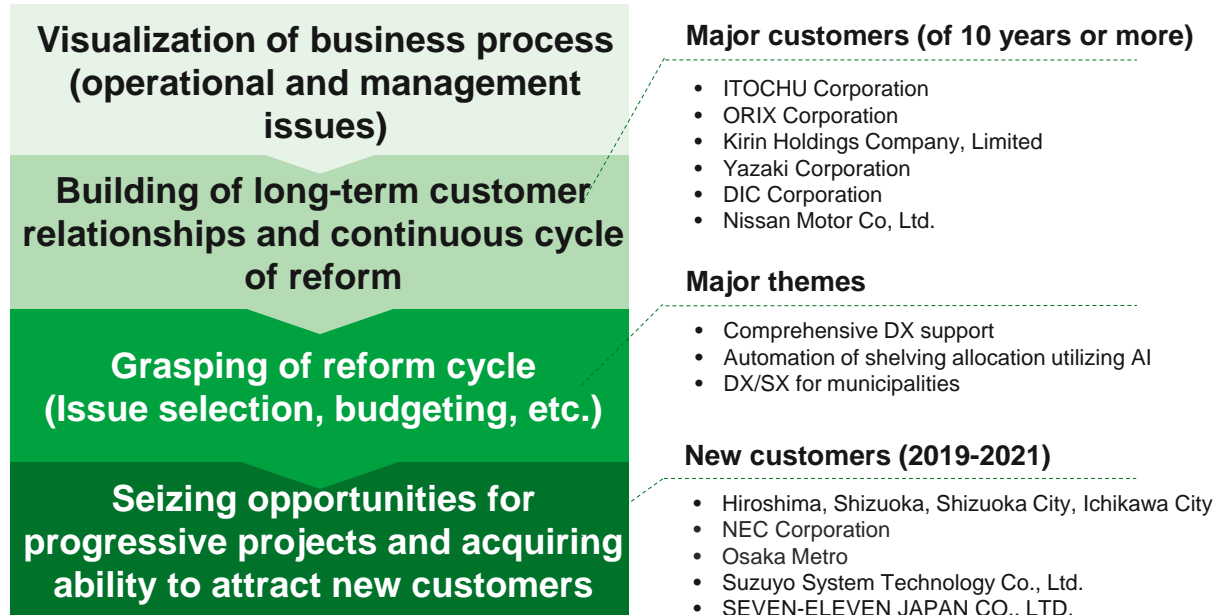 Visualization of business process
(operational and management
issues)
Building of long-term customer
relationships and continuous cycle
of reform
Grasping of reform cycle
(Issue selection, budgeting, etc.)
Seizing opportunities for
progressive projects and acquiring
ability to attract new customers
Major customers (of 10 years or more)
• ITOCHU Corporation
• ORIX Corporation
• Kirin Holdings Company, Limited
• Yazaki Corporation
• DIC Corporation
• Nissan Motor Co, Ltd.
Major themes
• Comprehensive DX support
• Automation of shelving allocation utilizing AI
• DX/SX for municipalities
New customers (2019-2021)
• Hiroshima, Shizuoka, Shizuoka City, Ichikawa City
• NEC Corporation
• Osaka Metro
• Suzuyo System Technology Co., Ltd.
• SEVEN-ELEVEN JAPAN CO., LTD.